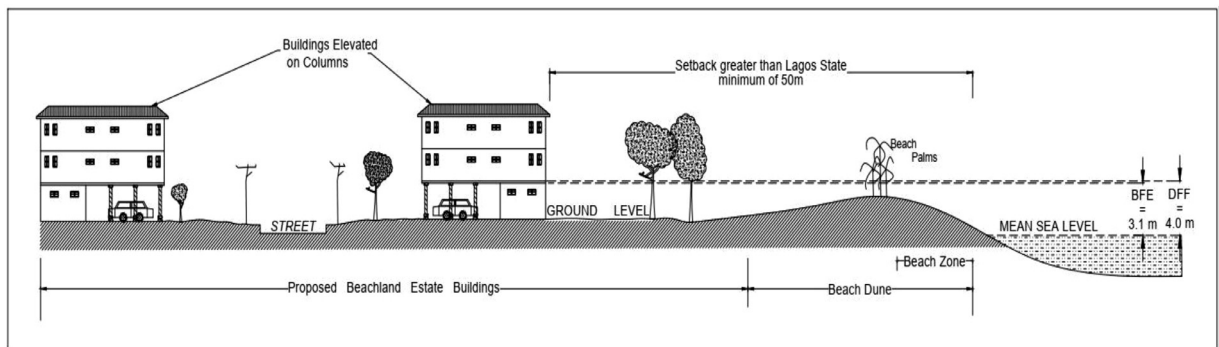 Buildings Elevated
on Columns
Setback greater than Lagos State
minimum of 50m
Beach
Palms
BFE
=
3.1 m
DFF
=
4.0 m
GROUND LEVEL
STREET
MEAN SEA LEVEL
Beach Zone
Proposed Beachland Estate Buildings
Beach Dune